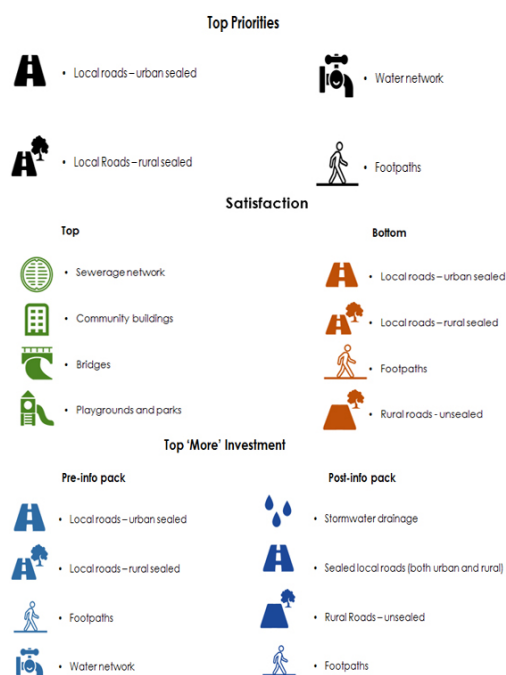 Top Priorities
• Local roads – urban sealed
• Water network
• Local Roads – rural sealed
• Footpaths
Satisfaction
Top
Bottom
• Sewerage network
• Local roads – urban sealed
• Community buildings
• Local roads – rural sealed
• Bridges
• Footpaths
• Playgrounds and parks
• Rural roads - unsealed
Top ‘More’ Investment
Pre-info pack
Post-info pack
• Local roads – urban sealed
• Stormwater drainage
• Local roads – rural sealed
• Sealed local roads (both urban and rural)
• Footpaths
• Rural Roads – unsealed
• Water network
• Footpaths